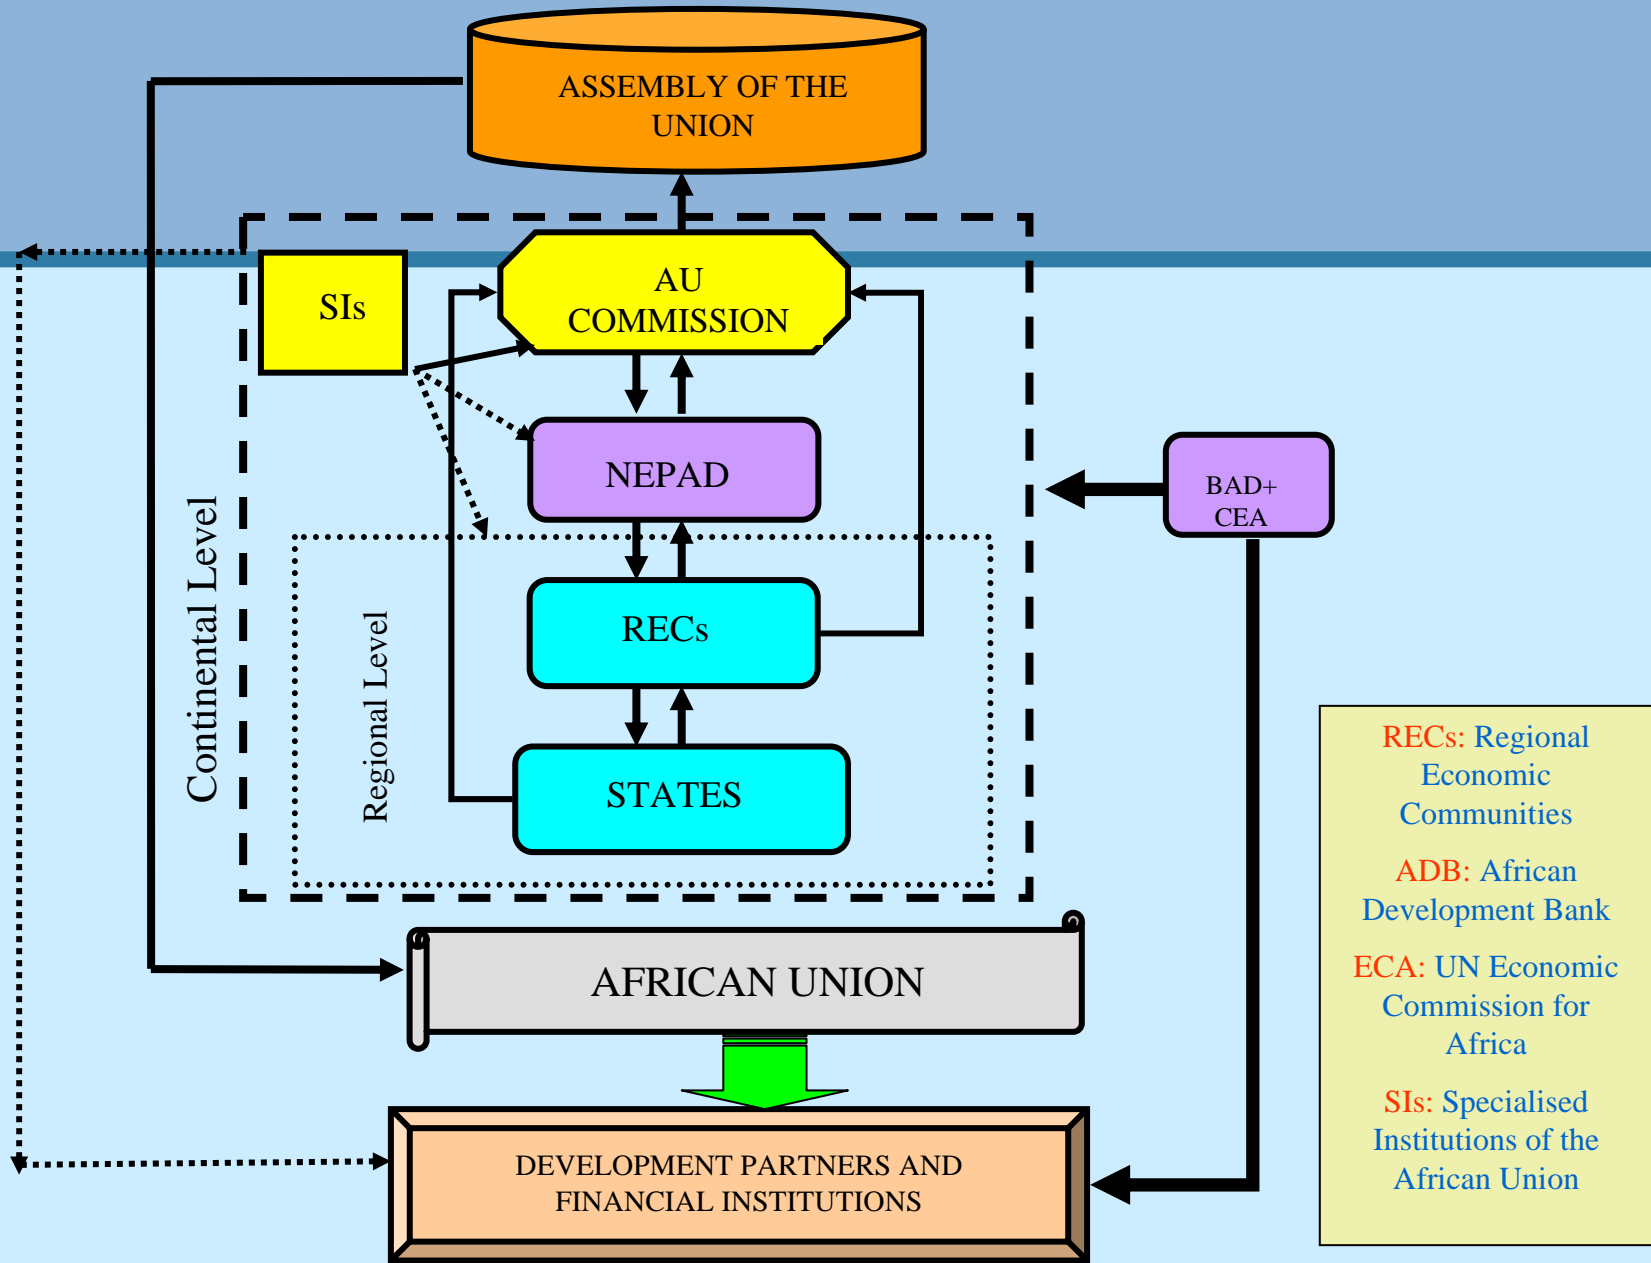 ASSEMBLY OF THE
UNION
SIs
AU
COMMISSION
NEPAD
BAD+
CEA
Continental Level
Regional Level
RECs
STATES
AFRICAN UNION
DEVELOPMENT PARTNERS AND
FINANCIAL INSTITUTIONS
RECs: Regional
Economic
Communities
ADB: African
Development Bank
ECA: UN Economic
Commission for
Africa
SIs: Specialised
Institutions of the
African Union